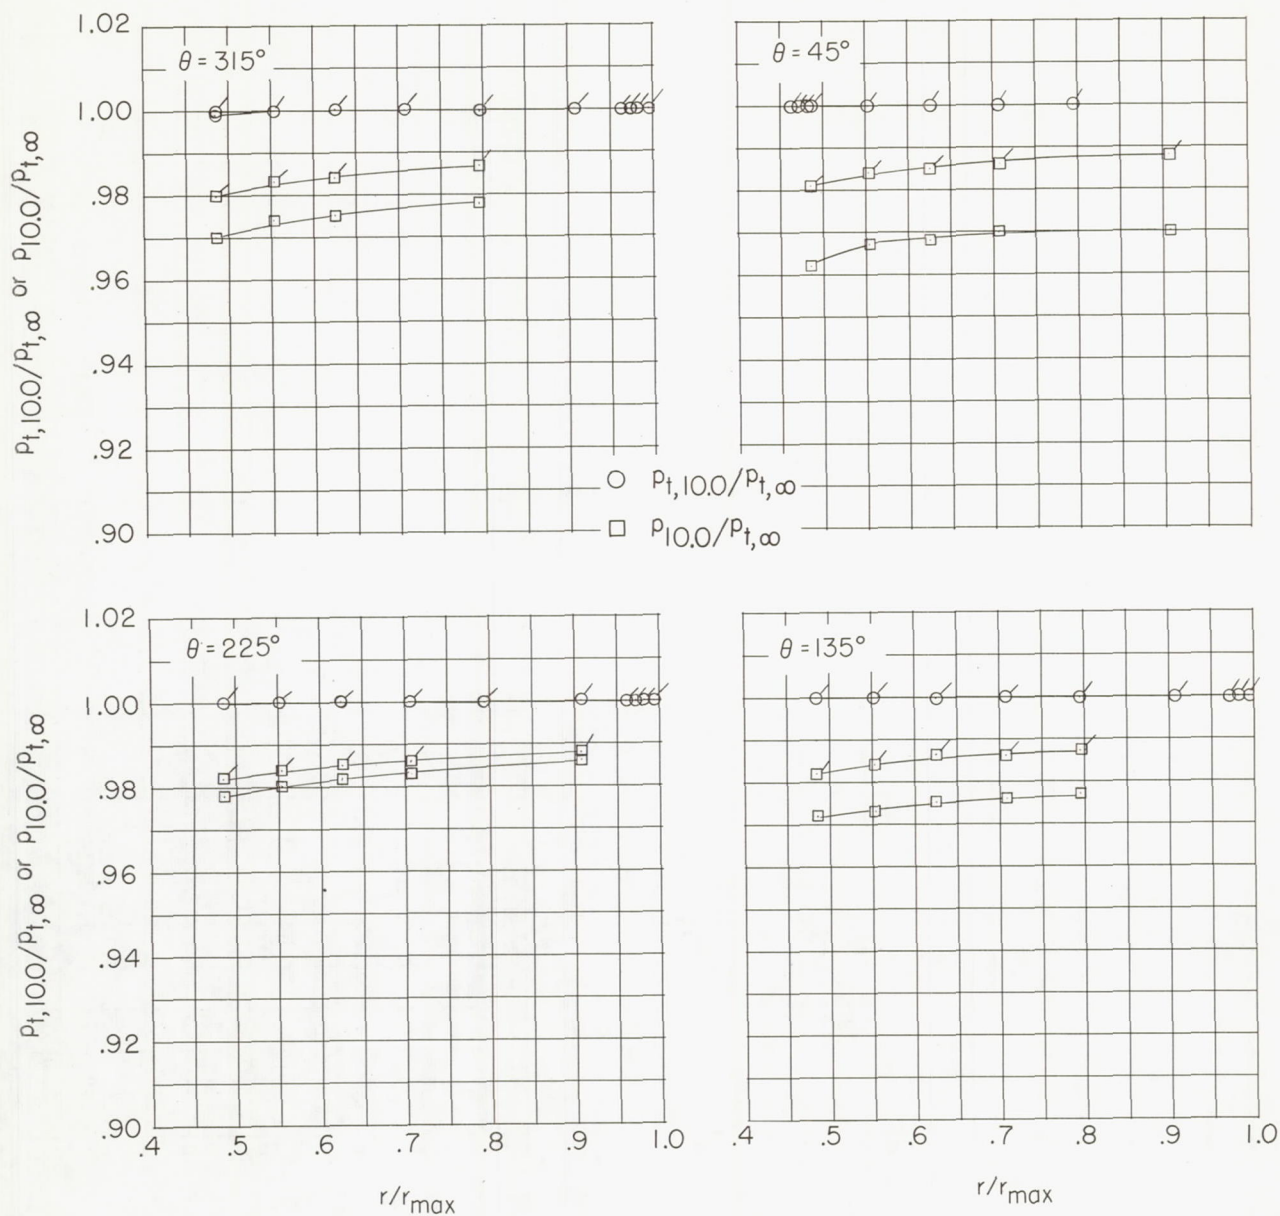 1.02
1.00
.98
.96
.94
.92
.90
pt,10.0/pt,∞ or p10.0/pt,∞
θ = 315°
θ = 45°
○ pt,10.0/pt,∞
□ p10.0/pt,∞
1.02
1.00
.98
.96
.94
.92
.90
pt,10.0/pt,∞ or p10.0/pt,∞
θ = 225°
.4 .5 .6 .7 .8 .9 1.0
r/rmax
θ = 135°
.4 .5 .6 .7 .8 .9 1.0
r/rmax